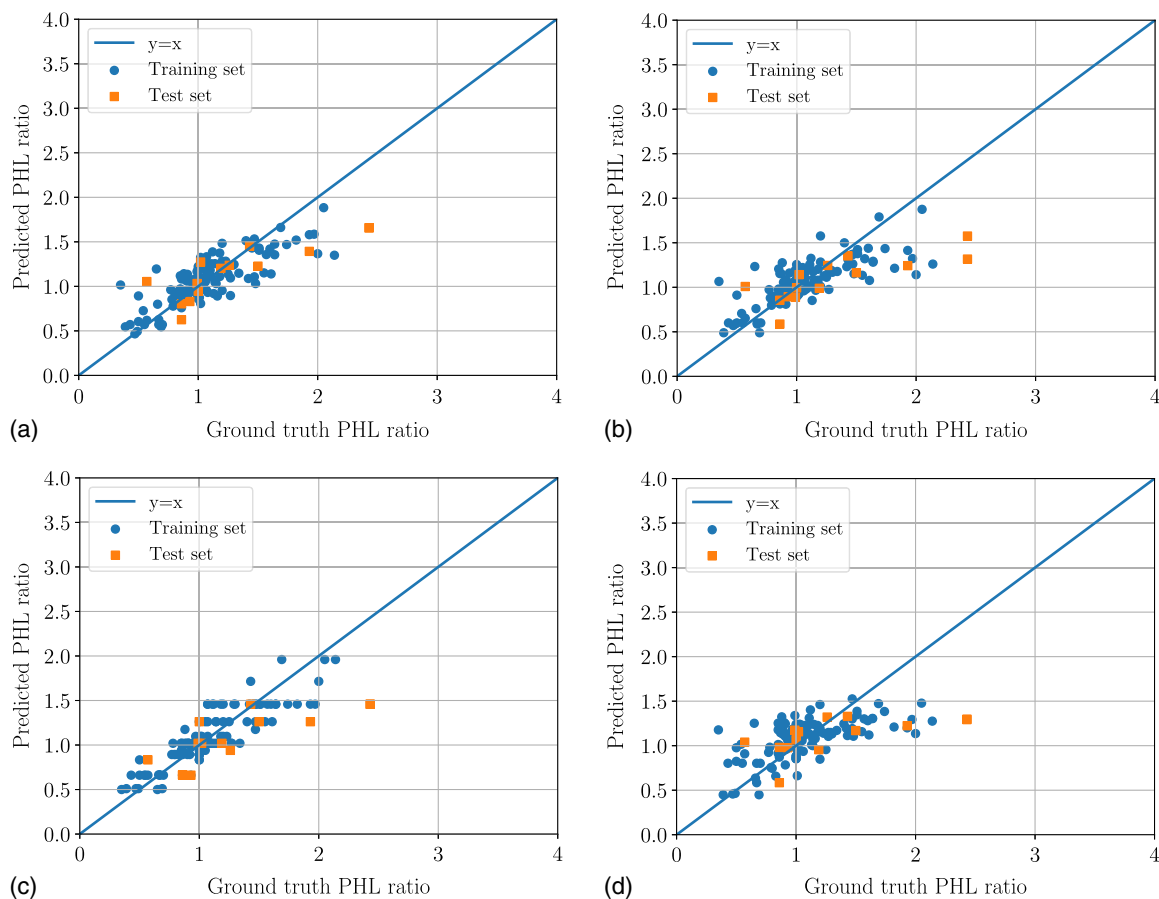 4.0
3.5
3.0
2.5
2.0
1.5
1.0
0.5
0.0
Predicted PHL ratio
y=x
Training set
Test set
0 1 2 3 4
Ground truth PHL ratio
(a)
4.0
3.5
3.0
2.5
2.0
1.5
1.0
0.5
0.0
Predicted PHL ratio
y=x
Training set
Test set
0 1 2 3 4
Ground truth PHL ratio
(b)
4.0
3.5
3.0
2.5
2.0
1.5
1.0
0.5
0.0
Predicted PHL ratio
y=x
Training set
Test set
0 1 2 3 4
Ground truth PHL ratio
(c)
4.0
3.5
3.0
2.5
2.0
1.5
1.0
0.5
0.0
Predicted PHL ratio
y=x
Training set
Test set
0 1 2 3 4
Ground truth PHL ratio
(d)